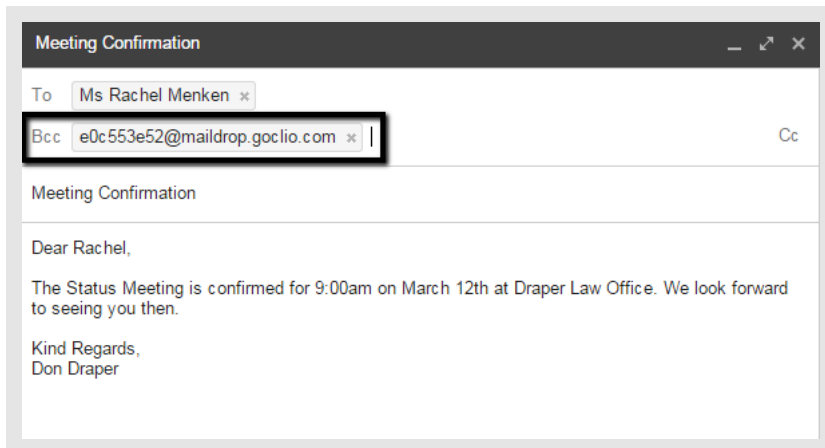 Meeting Confirmation
To Ms Rachel Menken ×
Bcc e0c553e52@maildrop.goclio.com × Cc
Meeting Confirmation
Dear Rachel,
The Status Meeting is confirmed for 9:00am on March 12th at Draper Law Office. We look forward
to seeing you then.
Kind Regards,
Don Draper